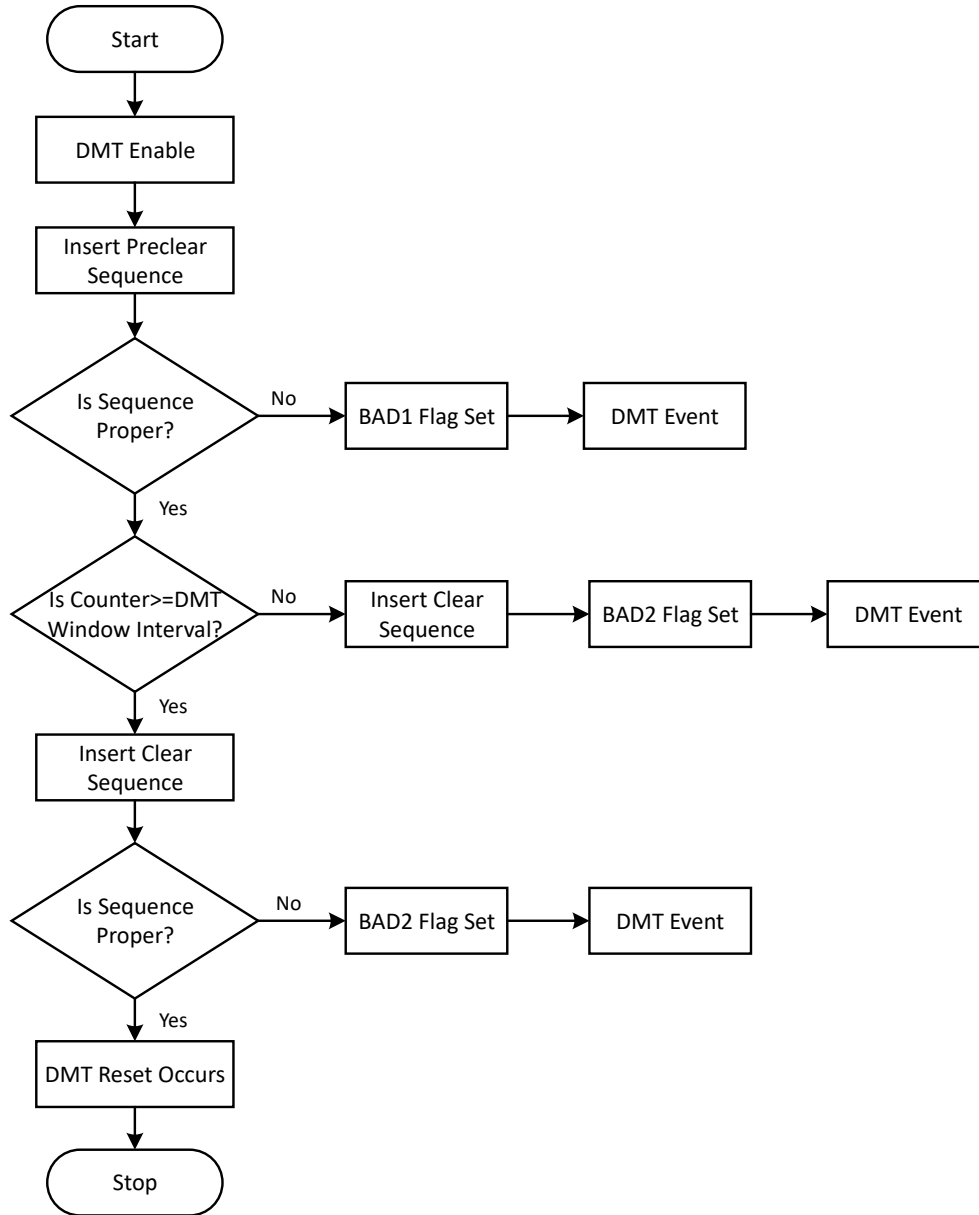 Start
DMT Enable
Insert Preclear
Sequence
Is Sequence
Proper?
No
BAD1 Flag Set
DMT Event
Yes
Is Counter>=DMT
Window Interval?
No
Insert Clear
Sequence
BAD2 Flag Set
DMT Event
Yes
Insert Clear
Sequence
Is Sequence
Proper?
No
BAD2 Flag Set
DMT Event
Yes
DMT Reset Occurs
Stop